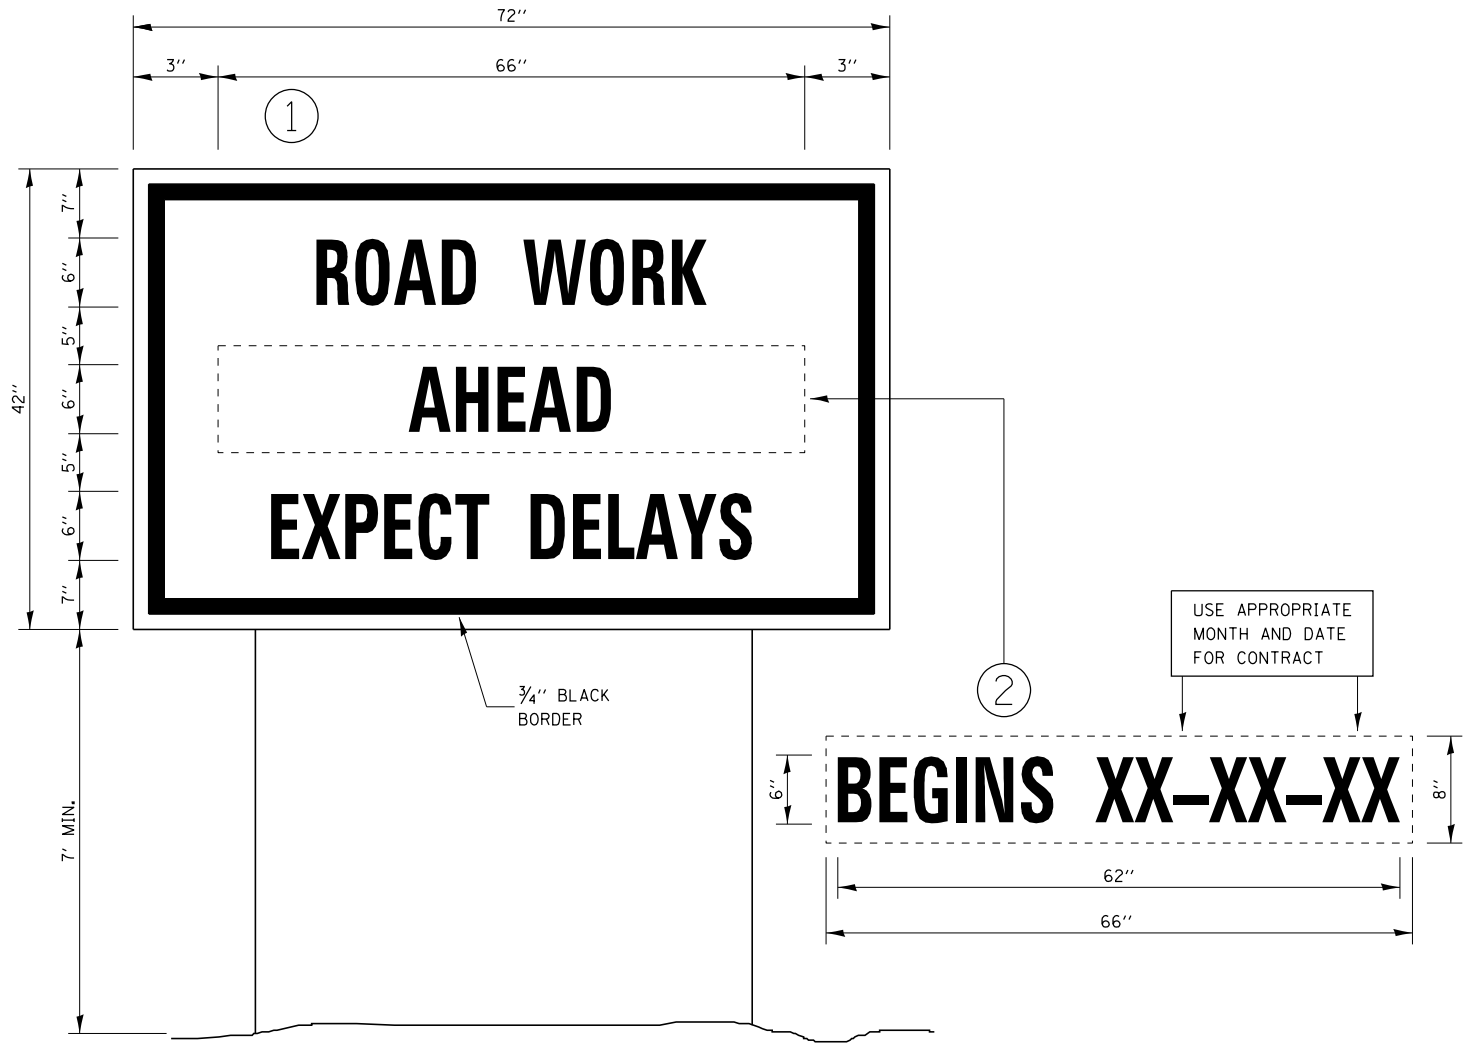 72''
3'' 66'' 3''
1
7''
6''
5''
6''
5''
6''
7''
42''
ROAD WORK
AHEAD
EXPECT DELAYS
3/4'' BLACK
BORDER
2
7' MIN.
USE APPROPRIATE
MONTH AND DATE
FOR CONTRACT
6''
BEGINS XX-XX-XX
8''
62''
66''